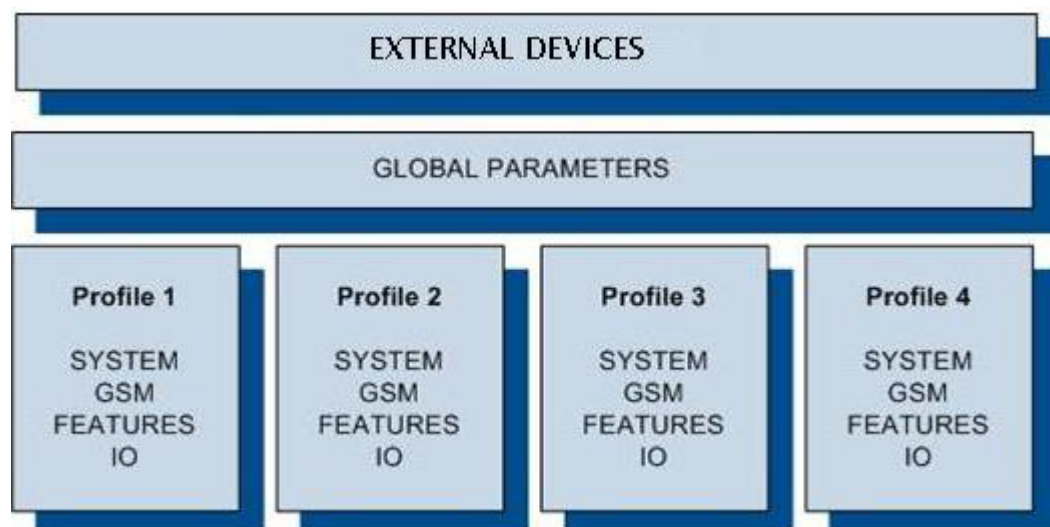 EXTERNAL DEVICES
GLOBAL PARAMETERS
Profile 1
SYSTEM
GSM
FEATURES
IO
Profile 2
SYSTEM
GSM
FEATURES
IO
Profile 3
SYSTEM
GSM
FEATURES
IO
Profile 4
SYSTEM
GSM
FEATURES
IO